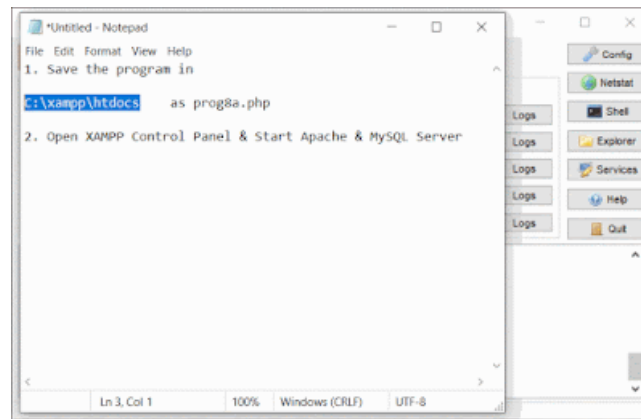 *Untitled - Notepad
File Edit Format View Help
1. Save the program in
C:\xampp\htdocs as prog8a.php
2. Open XAMPP Control Panel & Start Apache & MySQL Server
Ln 3, Col 1 100% Windows (CRLF) UTF-8
Config
Netstat
Logs Shell
Logs Explorer
Logs Services
Logs Help
Logs Quit